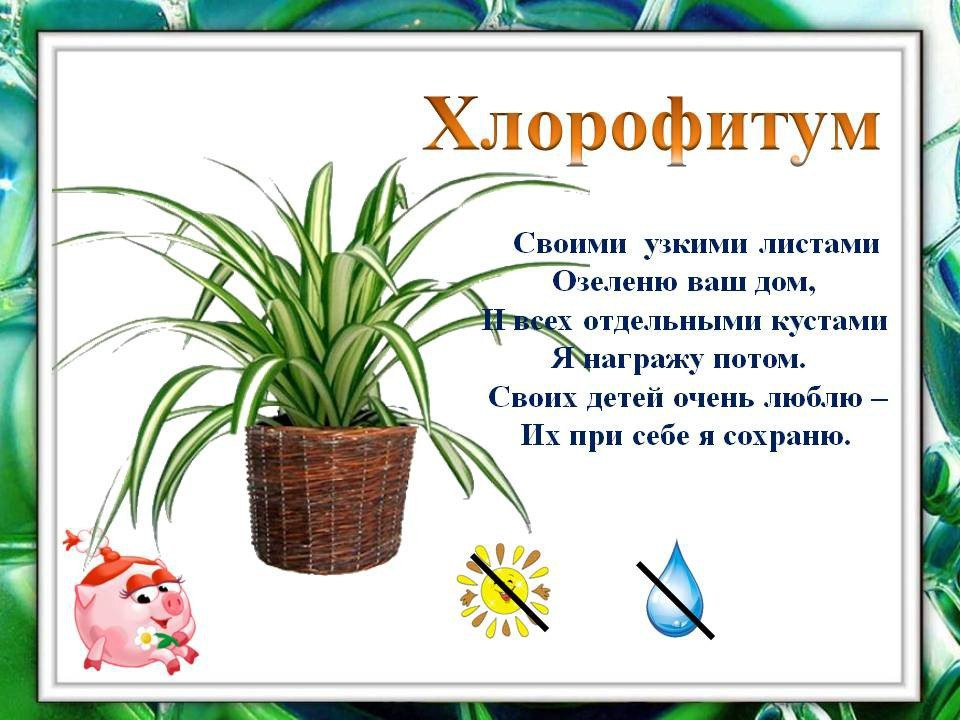 Хлорофитум
Своими узкими листами
Озеленю ваш дом,
И всех отдельными кустами
Я награжу потом.
Своих детей очень люблю –
Их при себе я сохраню.